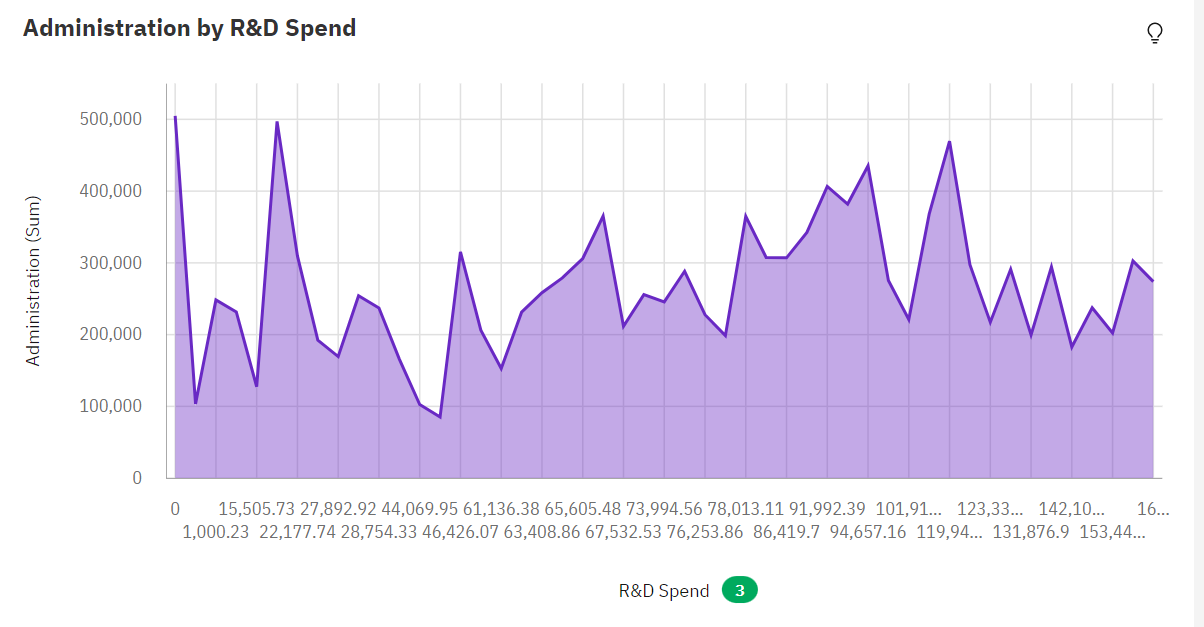 Administration by R&D Spend
Administration (Sum)
500,000
400,000
300,000
200,000
100,000
0
0 15,505.73 27,892.92 44,069.95 61,136.38 65,605.48 73,994.56 78,013.11 91,992.39 101,91... 123,33... 142,10... 16...
1,000.23 22,177.74 28,754.33 46,426.07 63,408.86 67,532.53 76,253.86 86,419.7 94,657.16 119,94... 131,876.9 153,44...
R&D Spend 3